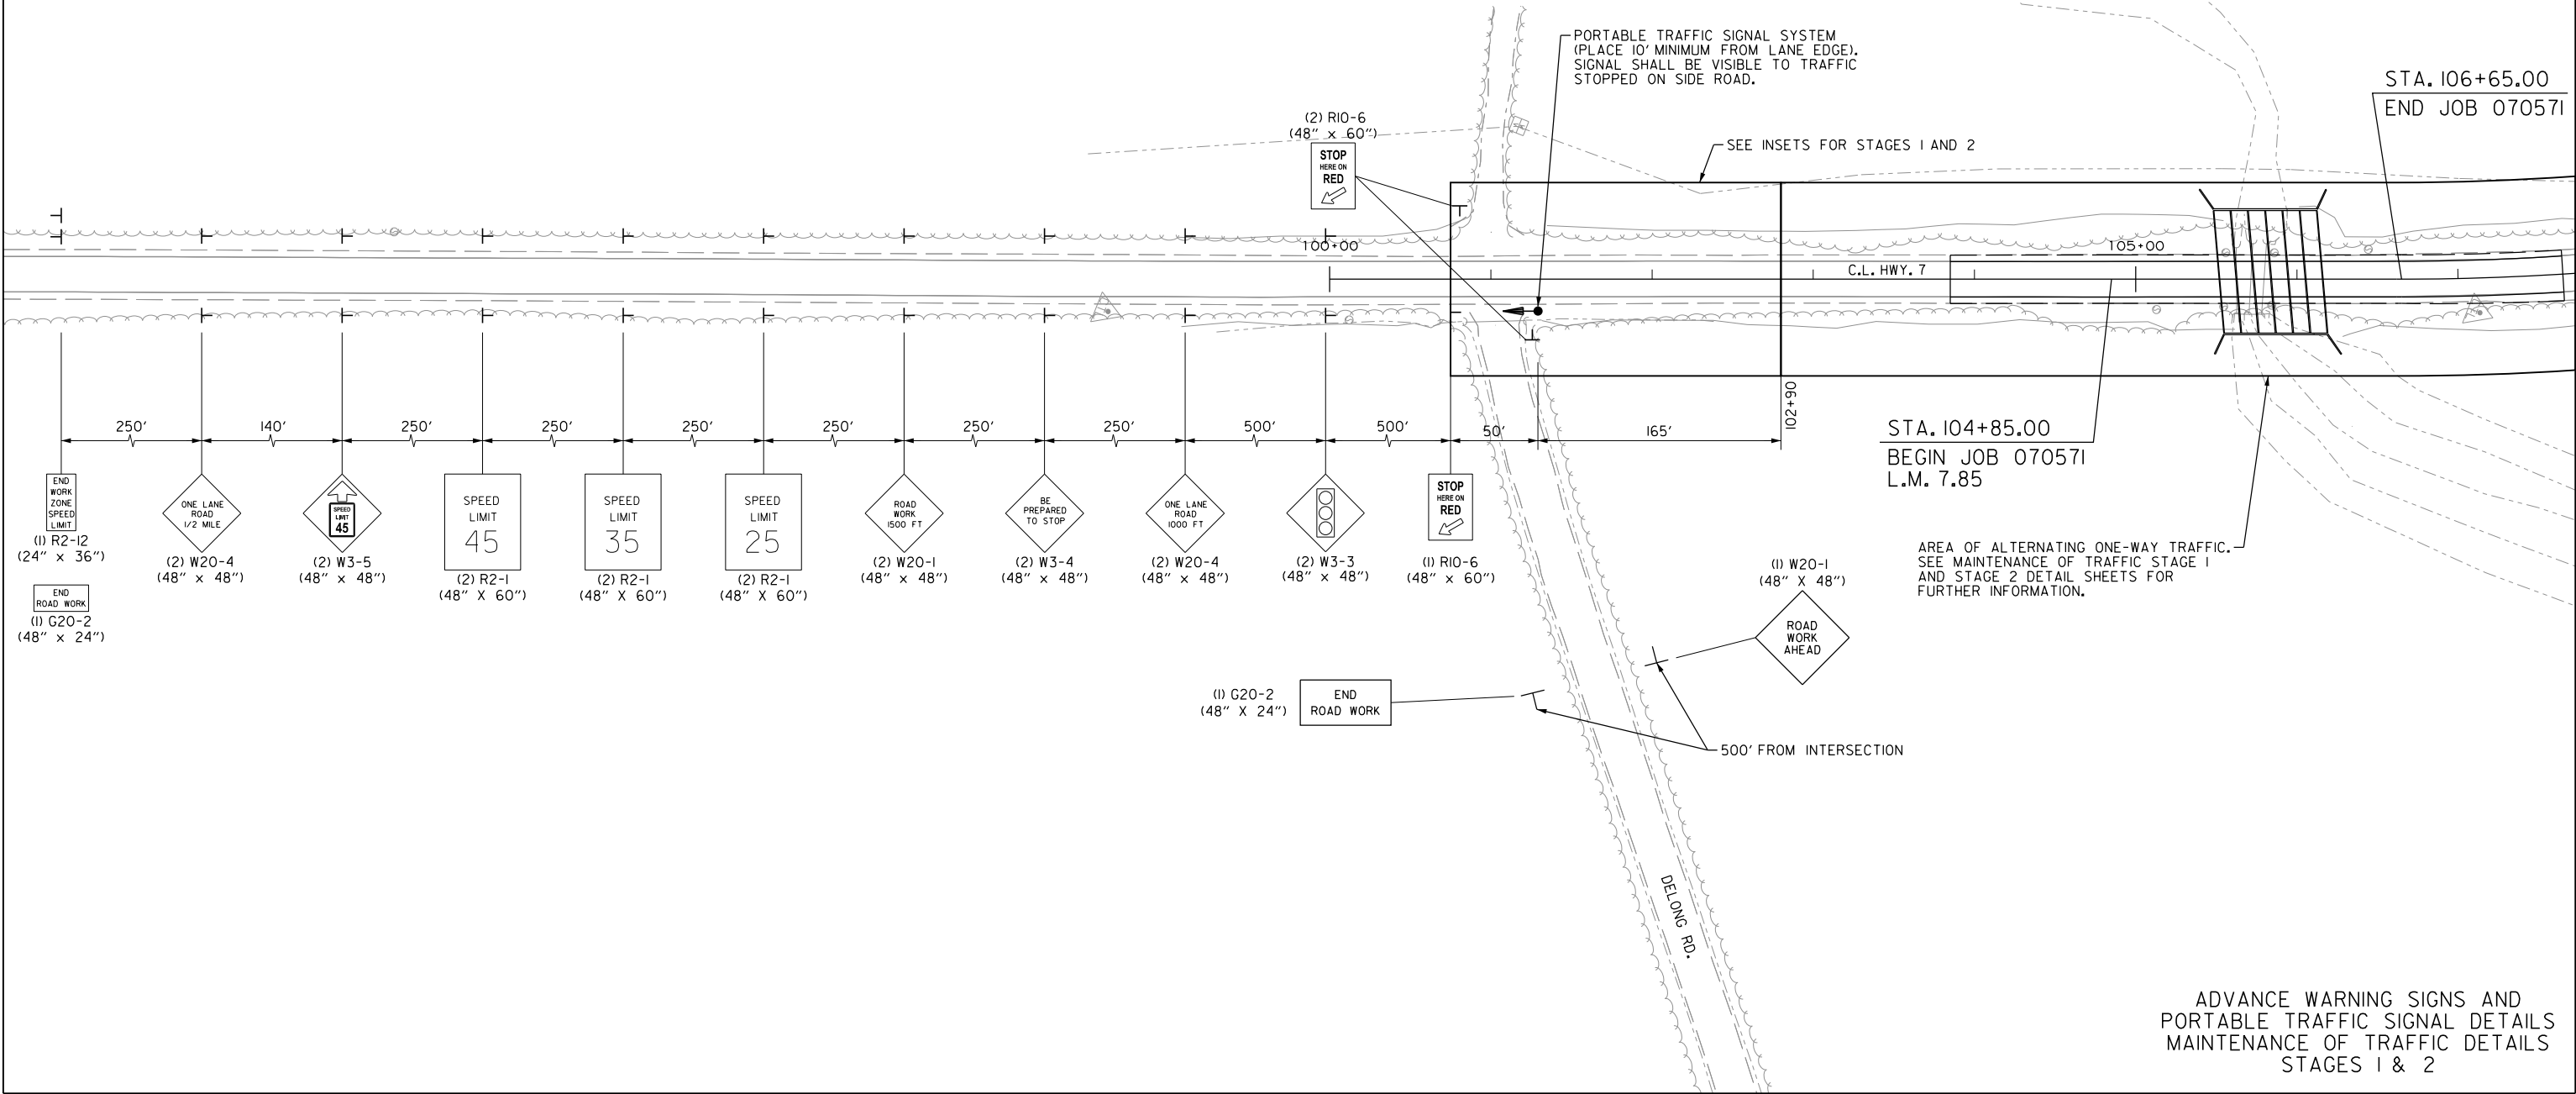 PORTABLE TRAFFIC SIGNAL SYSTEM
(PLACE 10' MINIMUM FROM LANE EDGE).
SIGNAL SHALL BE VISIBLE TO TRAFFIC
STOPPED ON SIDE ROAD.
STA. 106+65.00
END JOB 070571
(2) R10-6
(48" x 60")
STOP
HERE ON
RED
SEE INSETS FOR STAGES 1 AND 2
100+00
105+00
C.L. HWY. 7
102+90
250'
140'
250'
250'
250'
250'
250'
250'
500'
500'
50'
165'
STA. 104+85.00
BEGIN JOB 070571
L.M. 7.85
END
WORK
ZONE
SPEED
LIMIT
(1) R2-12
(24" x 36")
END
ROAD WORK
(1) G20-2
(48" x 24")
ONE LANE
ROAD
1/2 MILE
(2) W20-4
(48" x 48")
SPEED
LIMIT
45
(2) W3-5
(48" x 48")
SPEED
LIMIT
45
(2) R2-1
(48" X 60")
SPEED
LIMIT
35
(2) R2-1
(48" X 60")
SPEED
LIMIT
25
(2) R2-1
(48" X 60")
ROAD
WORK
1500 FT
(2) W20-1
(48" x 48")
BE
PREPARED
TO STOP
(2) W3-4
(48" x 48")
ONE LANE
ROAD
1000 FT
(2) W20-4
(48" x 48")
(2) W3-3
(48" x 48")
STOP
HERE ON
RED
(1) R10-6
(48" x 60")
AREA OF ALTERNATING ONE-WAY TRAFFIC.
SEE MAINTENANCE OF TRAFFIC STAGE 1
AND STAGE 2 DETAIL SHEETS FOR
FURTHER INFORMATION.
(1) W20-1
(48" X 48")
ROAD
WORK
AHEAD
(1) G20-2
(48" X 24")
END
ROAD WORK
500' FROM INTERSECTION
DELONG RD.
ADVANCE WARNING SIGNS AND
PORTABLE TRAFFIC SIGNAL DETAILS
MAINTENANCE OF TRAFFIC DETAILS
STAGES 1 & 2